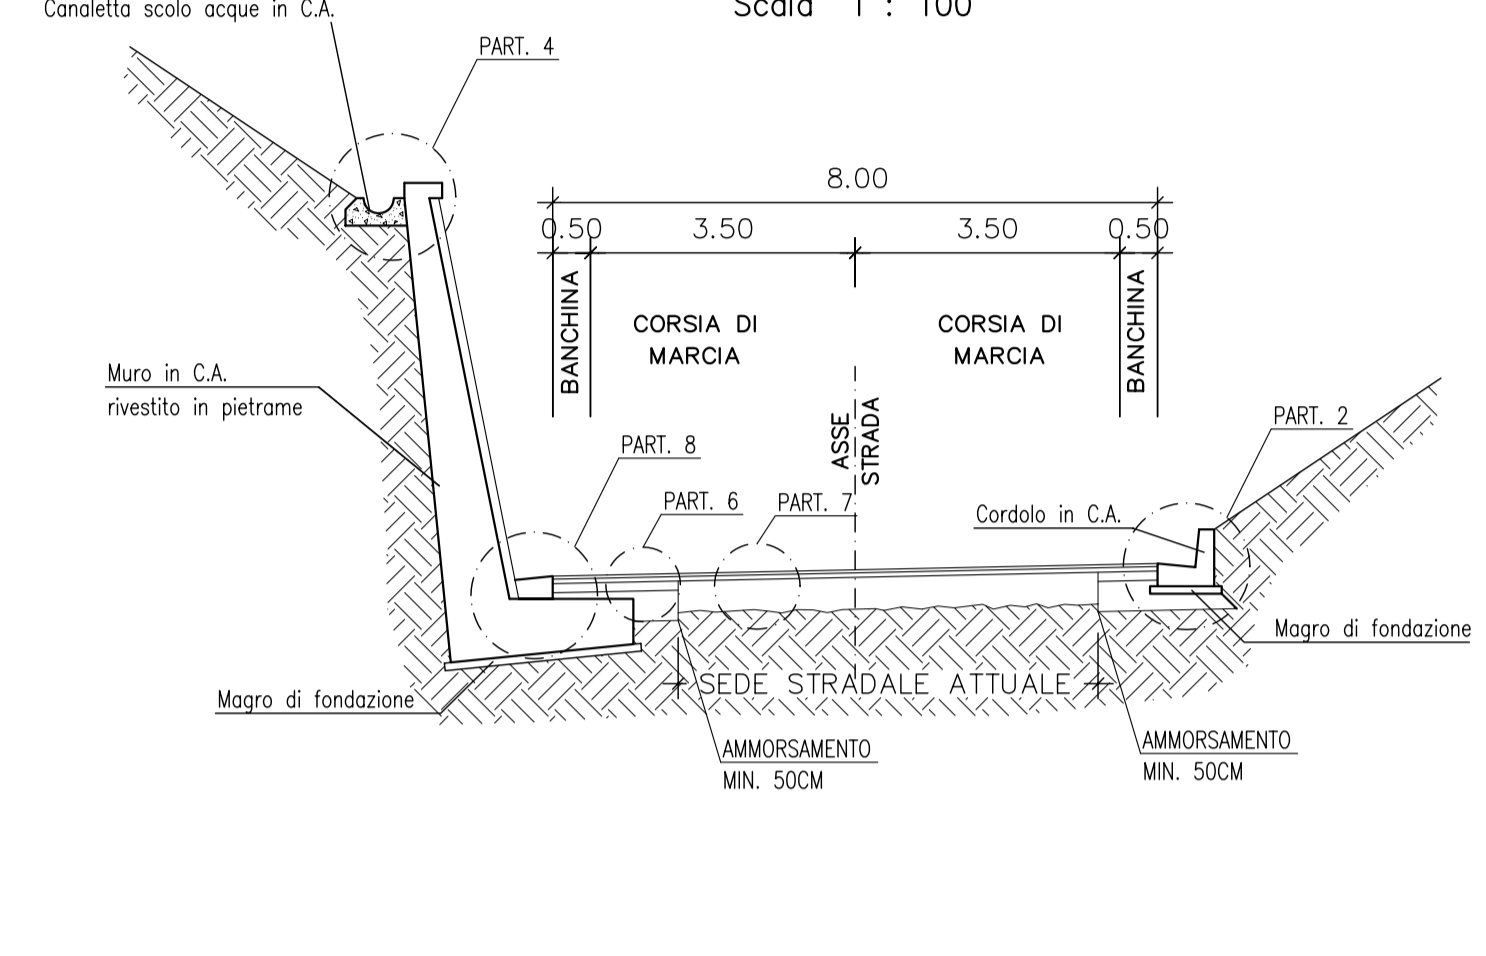 Canaletta scolo acque in C.A.
Scala 1 : 100
PART. 4
8.00
0.50 3.50 3.50 0.50
BANCHINA
CORSIA DI
MARCIA
CORSIA DI
MARCIA
BANCHINA
Muro in C.A.
rivestito in pietrame
ASSE
STRADA
PART. 2
PART. 8
PART. 6
PART. 7
Cordolo in C.A.
Magro di fondazione
SEDE STRADALE ATTUALE
Magro di fondazione
AMMORSAMENTO
MIN. 50CM
AMMORSAMENTO
MIN. 50CM